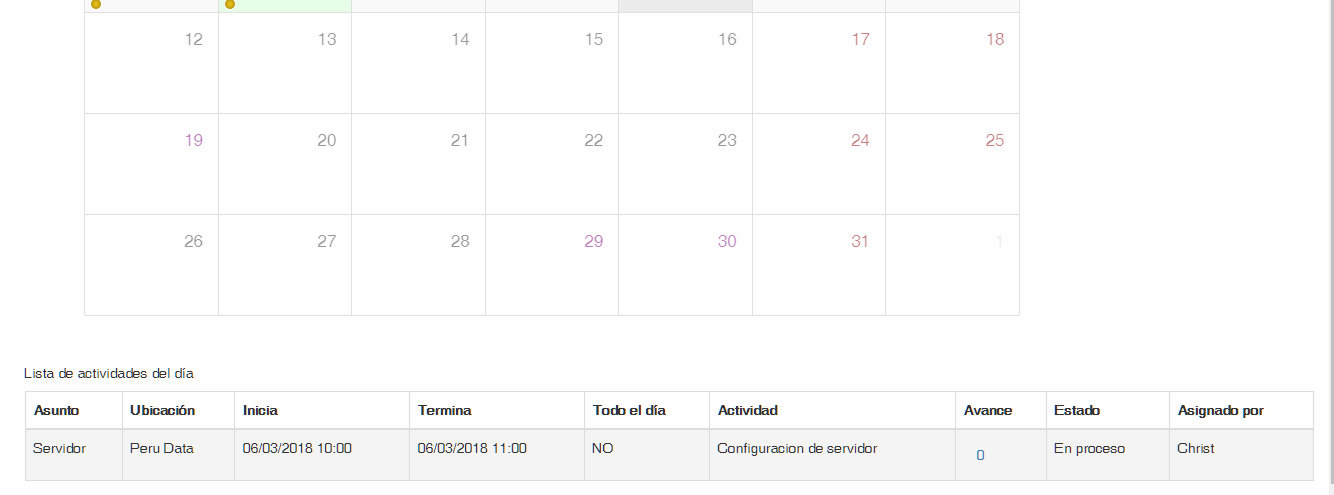 12 13 14 15 16 17 18
19 20 21 22 23 24 25
26 27 28 29 30 31 1
Lista de actividades del día
Asunto Ubicación Inicia Termina Todo el día Actividad Avance Estado Asignado por
Servidor Peru Data 06/03/2018 10:00 06/03/2018 11:00 NO Configuracion de servidor 0 En proceso Christ